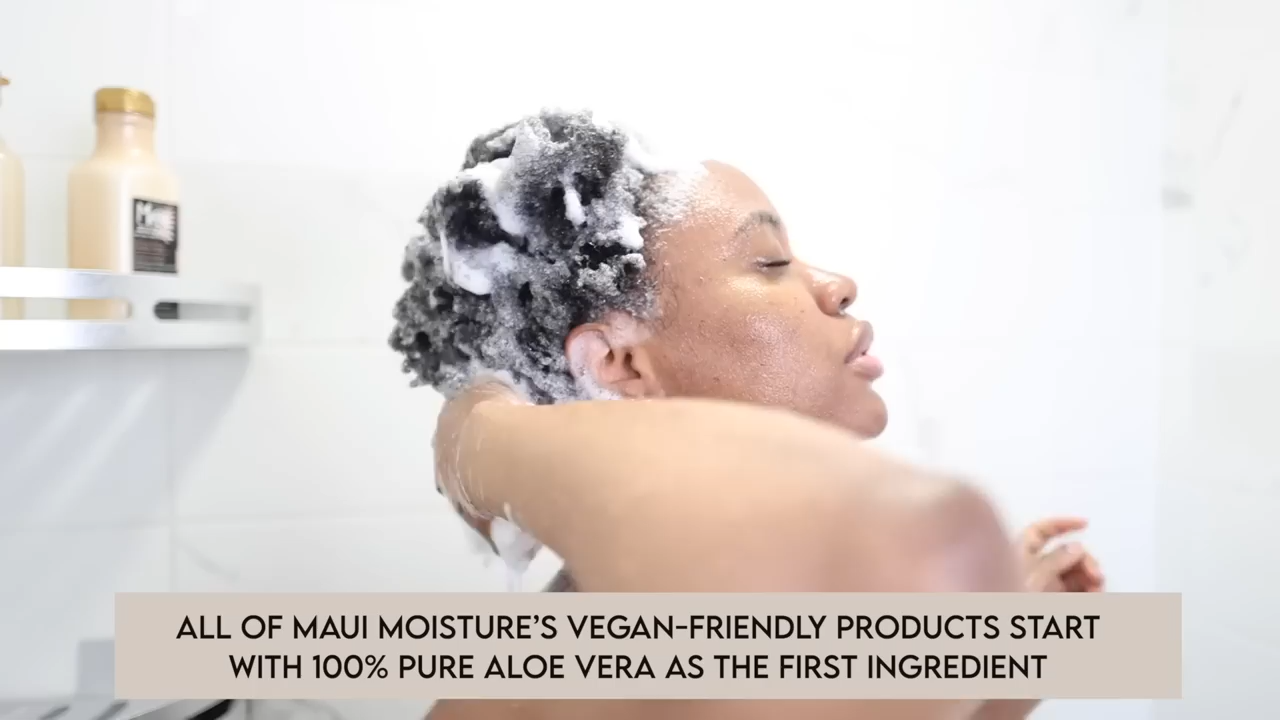 ALL OF MAUI MOISTURE'S VEGAN-FRIENDLY PRODUCTS START
WITH 100% PURE ALOE VERA AS THE FIRST INGREDIENT